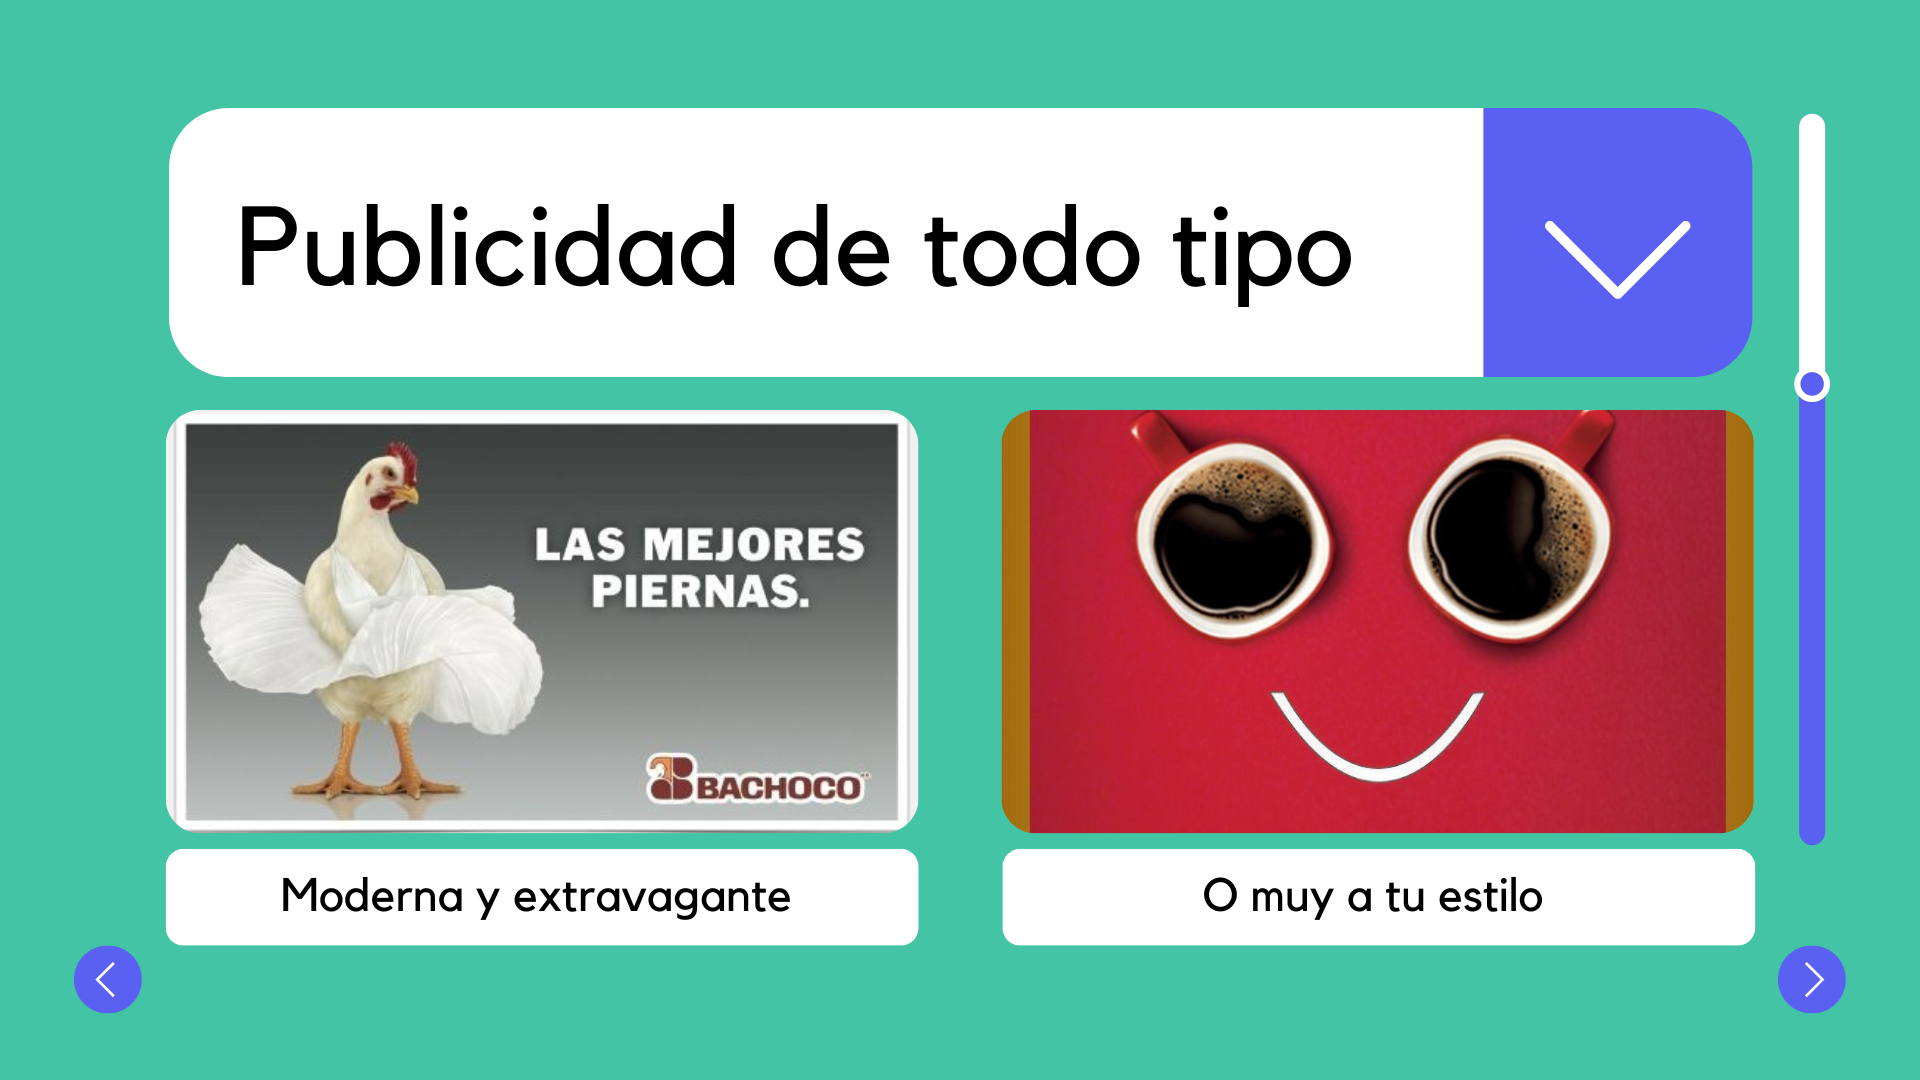 Publicidad de todo tipo
LAS MEJORES
PIERNAS.
BACHOCO
Moderna y extravagante
O muy a tu estilo